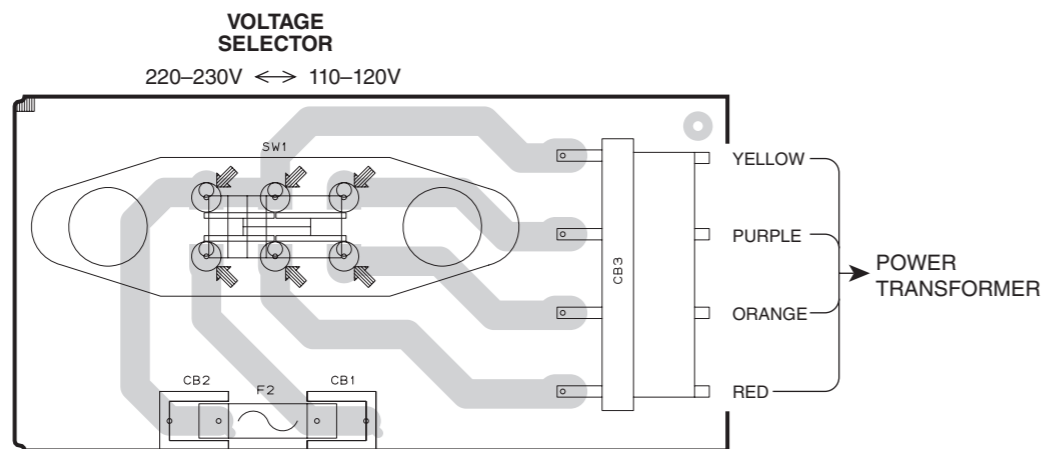 VOLTAGE
SELECTOR
220–230V ⟷ 110–120V
SW1
YELLOW
PURPLE
CB3
POWER
TRANSFORMER
ORANGE
RED
CB2
F2
CB1